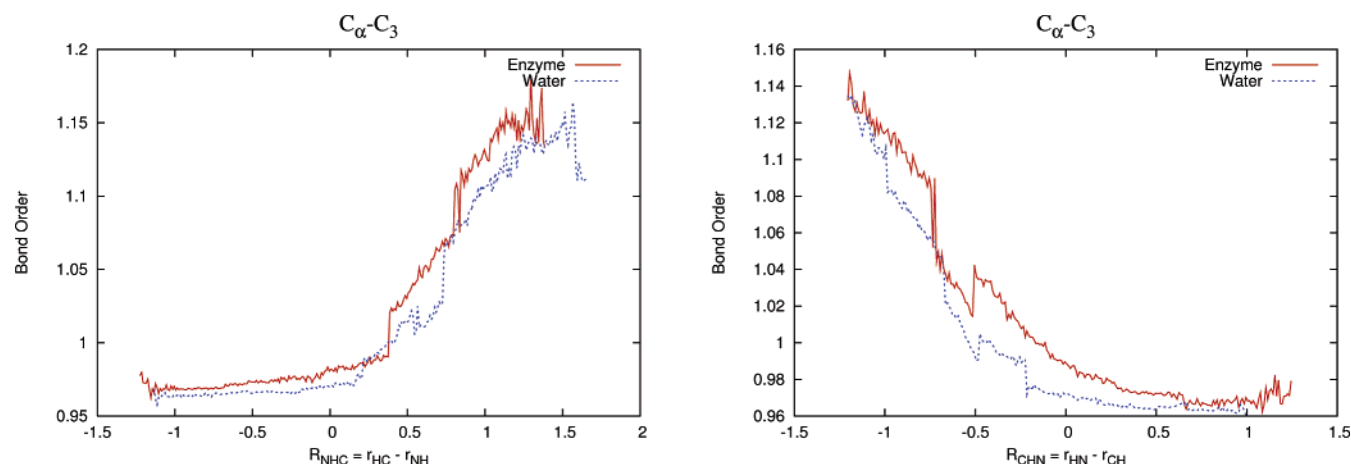 Cα-C3
Enzyme
Water
Bond Order
1.2
1.15
1.1
1.05
1
0.95
-1.5 -1 -0.5 0 0.5 1 1.5 2
RNHC = rHC - rNH
Cα-C3
Enzyme
Water
Bond Order
1.16
1.14
1.12
1.1
1.08
1.06
1.04
1.02
1
0.98
0.96
-1.5 -1 -0.5 0 0.5 1 1.5
RCHN = rHN - rCH